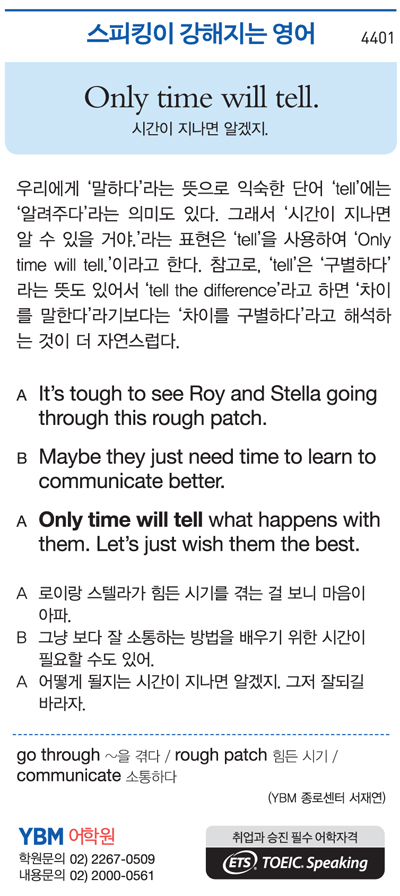 스피킹이 강해지는 영어 4401
Only time will tell.
시간이 지나면 알겠지.
우리에게 ‘말하다’라는 뜻으로 익숙한 단어 ‘tell’에는
‘알려주다’라는 의미도 있다. 그래서 ‘시간이 지나면
알 수 있을 거야.’라는 표현은 ‘tell’을 사용하여 ‘Only
time will tell.’이라고 한다. 참고로, ‘tell’은 ‘구별하다’
라는 뜻도 있어서 ‘tell the difference’라고 하면 ‘차이
를 말한다’라기보다는 ‘차이를 구별하다’라고 해석하
는 것이 더 자연스럽다.
A It’s tough to see Roy and Stella going
through this rough patch.
B Maybe they just need time to learn to
communicate better.
A Only time will tell what happens with
them. Let’s just wish them the best.
A 로이랑 스텔라가 힘든 시기를 겪는 걸 보니 마음이
아파.
B 그냥 보다 잘 소통하는 방법을 배우기 위한 시간이
필요할 수도 있어.
A 어떻게 될지는 시간이 지나면 알겠지. 그저 잘되길
바라자.
go through ~을 겪다 / rough patch 힘든 시기 /
communicate 소통하다
(YBM 종로센터 서재연)
YBM 어학원
학원문의 02) 2267-0509
내용문의 02) 2000-0561
취업과 승진 필수 어학자격
ETS TOEIC. Speaking